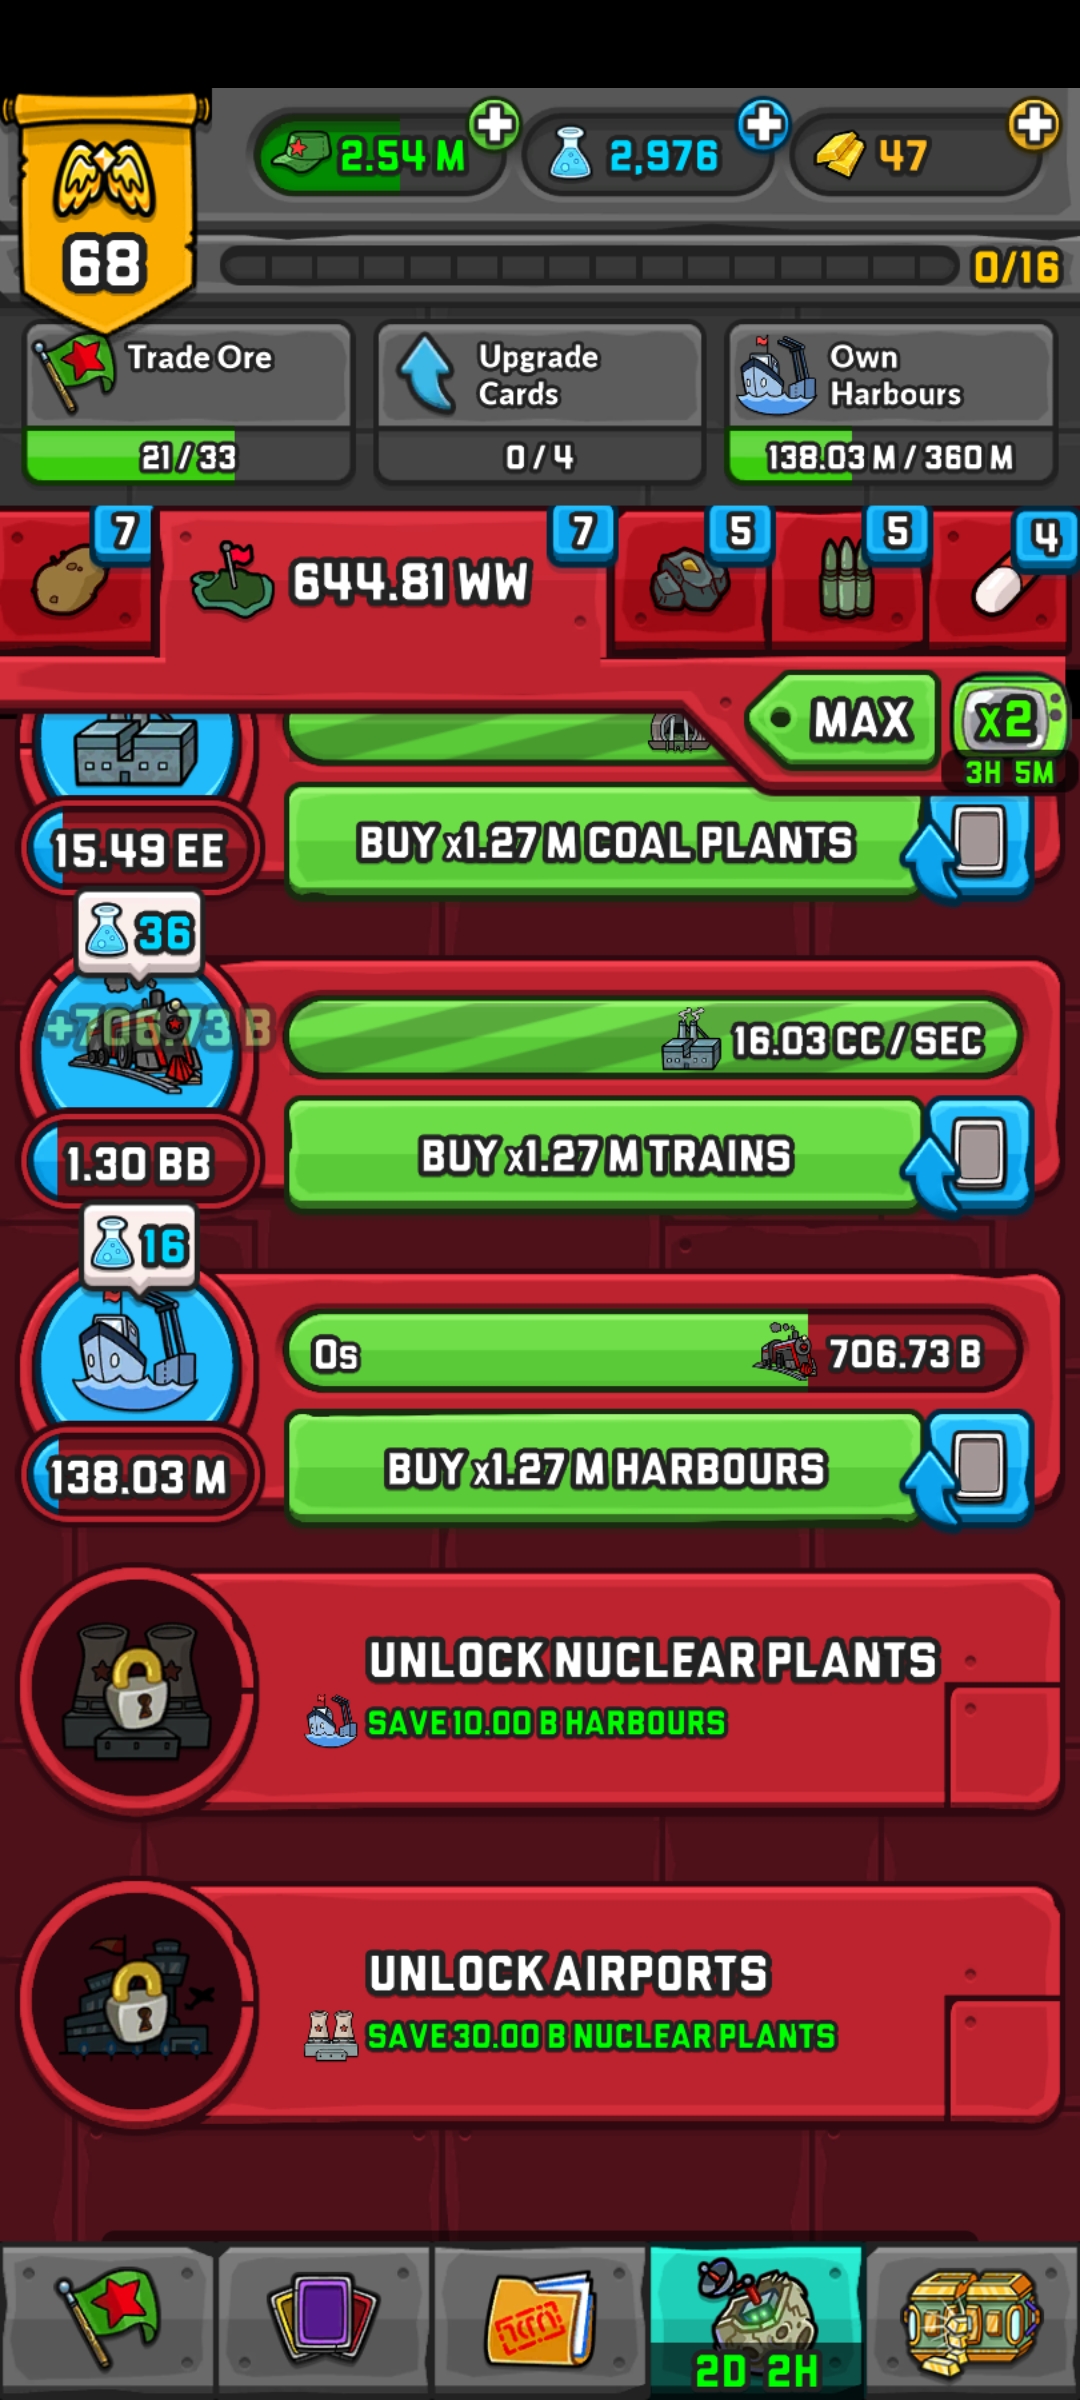 68
2.54 M
2,976
47
0/16
Trade Ore
21 / 33
Upgrade
Cards
0 / 4
Own
Harbours
138.03 M / 360 M
7
644.81 WW
7
5
5
4
MAX
x2
3H 5M
15.49 EE
BUY x1.27 M COAL PLANTS
36
+706.73 B
16.03 CC / SEC
1.30 BB
BUY x1.27 M TRAINS
16
0s
706.73 B
138.03 M
BUY x1.27 M HARBOURS
UNLOCK NUCLEAR PLANTS
SAVE 10.00 B HARBOURS
UNLOCK AIRPORTS
SAVE 30.00 B NUCLEAR PLANTS
2D 2H